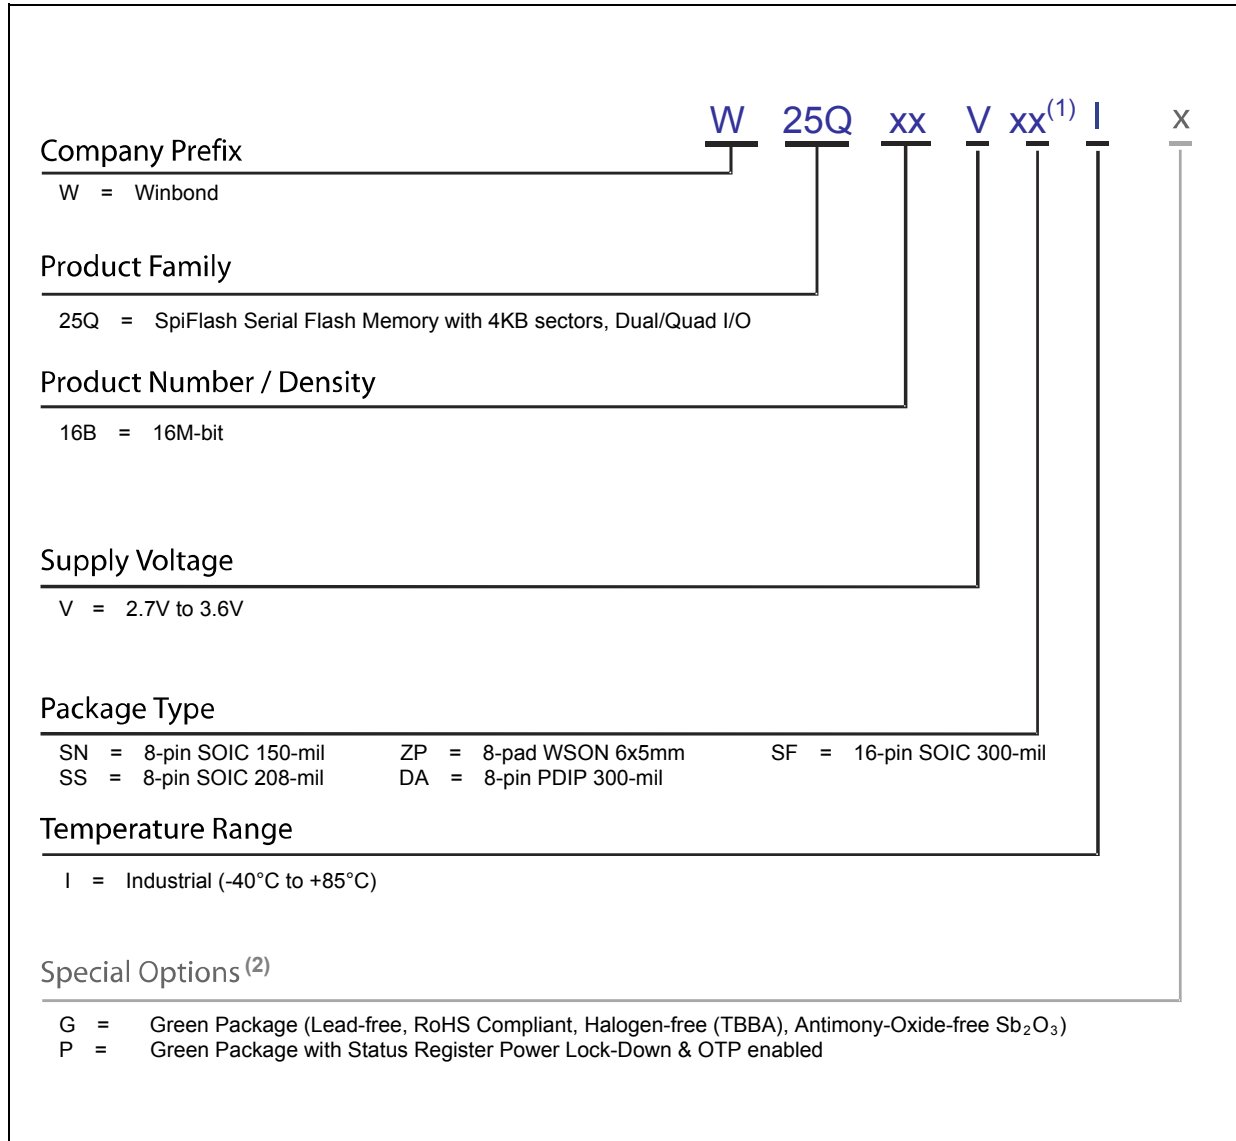 W 25Q xx V xx(1) I x
Company Prefix
W = Winbond
Product Family
25Q = SpiFlash Serial Flash Memory with 4KB sectors, Dual/Quad I/O
Product Number / Density
16B = 16M-bit
Supply Voltage
V = 2.7V to 3.6V
Package Type
SN = 8-pin SOIC 150-mil ZP = 8-pad WSON 6x5mm SF = 16-pin SOIC 300-mil
SS = 8-pin SOIC 208-mil DA = 8-pin PDIP 300-mil
Temperature Range
I = Industrial (-40°C to +85°C)
Special Options (2)
G = Green Package (Lead-free, RoHS Compliant, Halogen-free (TBBA), Antimony-Oxide-free Sb₂O₃)
P = Green Package with Status Register Power Lock-Down & OTP enabled